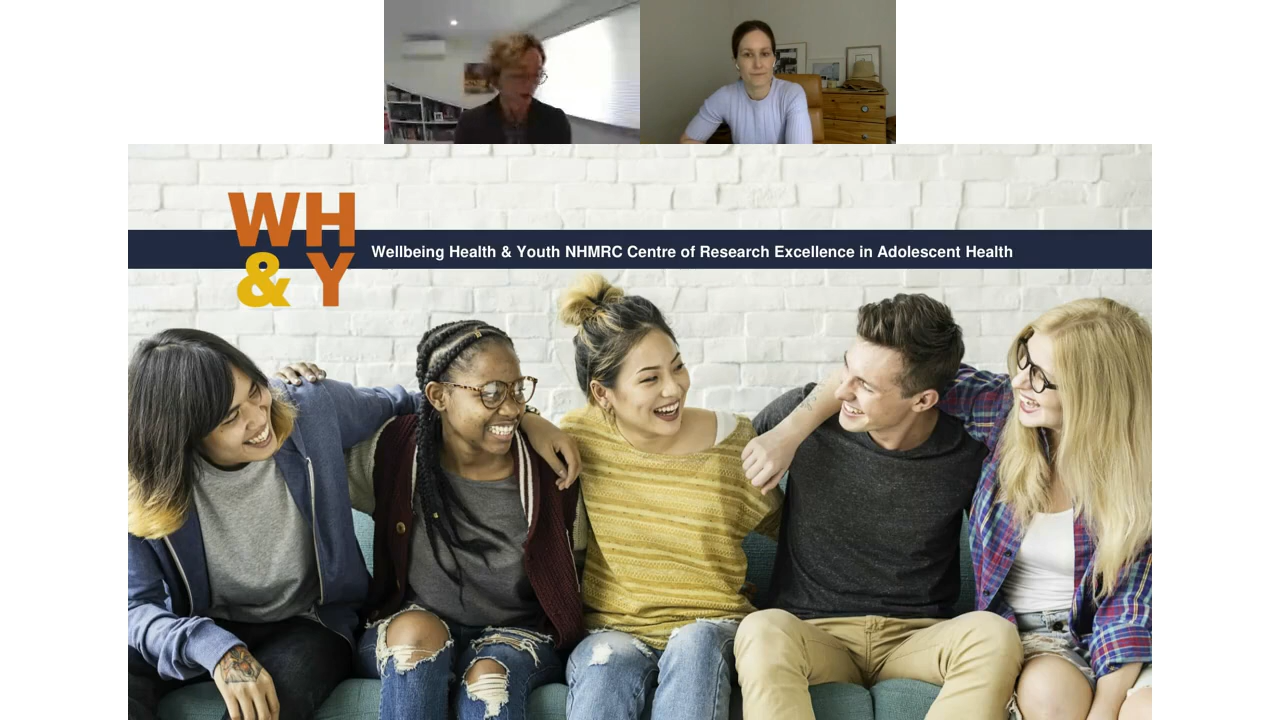 WH
& Y
Wellbeing Health & Youth NHMRC Centre of Research Excellence in Adolescent Health